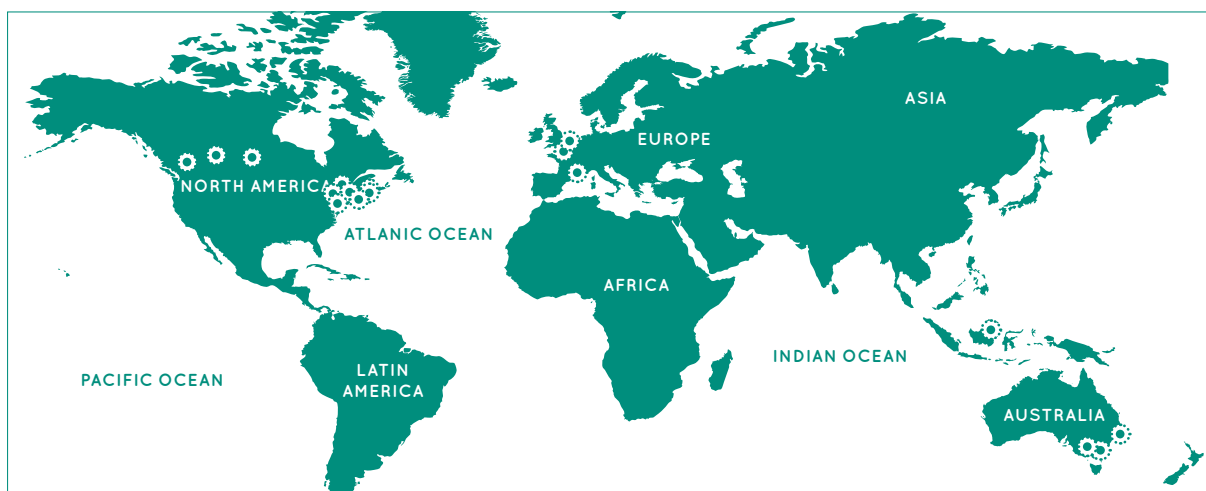 ASIA
EUROPE
NORTH AMERICA
ATLANIC OCEAN
AFRICA
INDIAN OCEAN
PACIFIC OCEAN
LATIN
AMERICA
AUSTRALIA